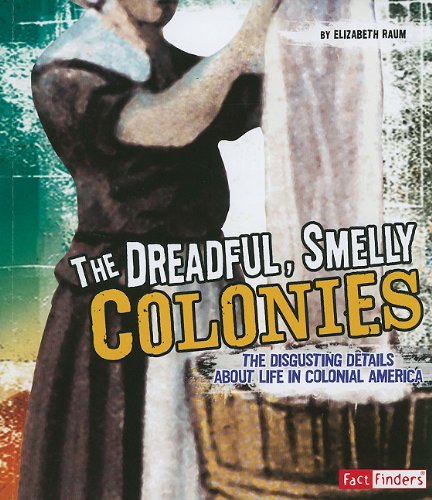 BY ELIZABETH RAUM
THE DREADFUL, SMELLY
COLONIES
THE DISGUSTING DETAILS
ABOUT LIFE IN COLONIAL AMERICA
Fact Finders®